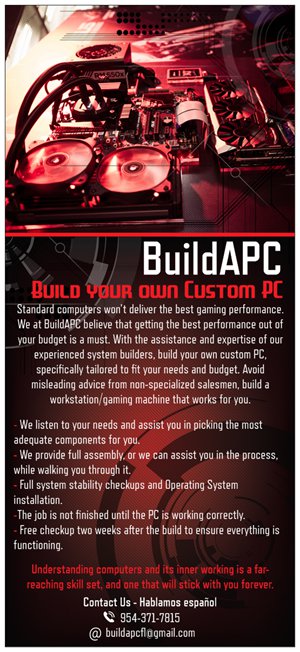 BuildAPC
Build your own Custom PC
Standard computers won't deliver the best gaming performance.
We at BuildAPC believe that getting the best performance out of
your budget is a must. With the assistance and expertise of our
experienced system builders, build your own custom PC,
specifically tailored to fit your needs and budget. Avoid
misleading advice from non-specialized salesmen, build a
workstation/gaming machine that works for you.
- We listen to your needs and assist you in picking the most
adequate components for you.
- We provide full assembly, or we can assist you in the process,
while walking you through it.
- Full system stability checkups and Operating System
installation.
-The job is not finished until the PC is working correctly.
- Free checkup two weeks after the build to ensure everything is
functioning.
Understanding computers and its inner working is a far-
reaching skill set, and one that will stick with you forever.
Contact Us - Hablamos español
954-371-7815
@ buildapcfl@gmail.com